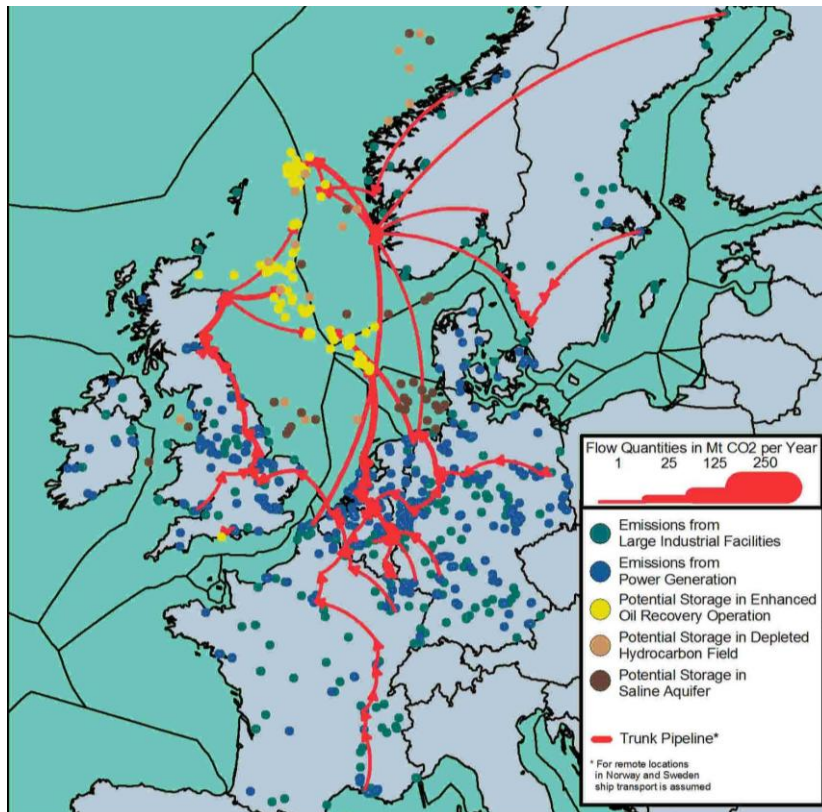 Flow Quantities in Mt CO2 per Year
1 25 125 250
Emissions from
Large Industrial Facilities
Emissions from
Power Generation
Potential Storage in Enhanced
Oil Recovery Operation
Potential Storage in Depleted
Hydrocarbon Field
Potential Storage in
Saline Aquifer
Trunk Pipeline*
* For remote locations
in Norway and Sweden
ship transport is assumed